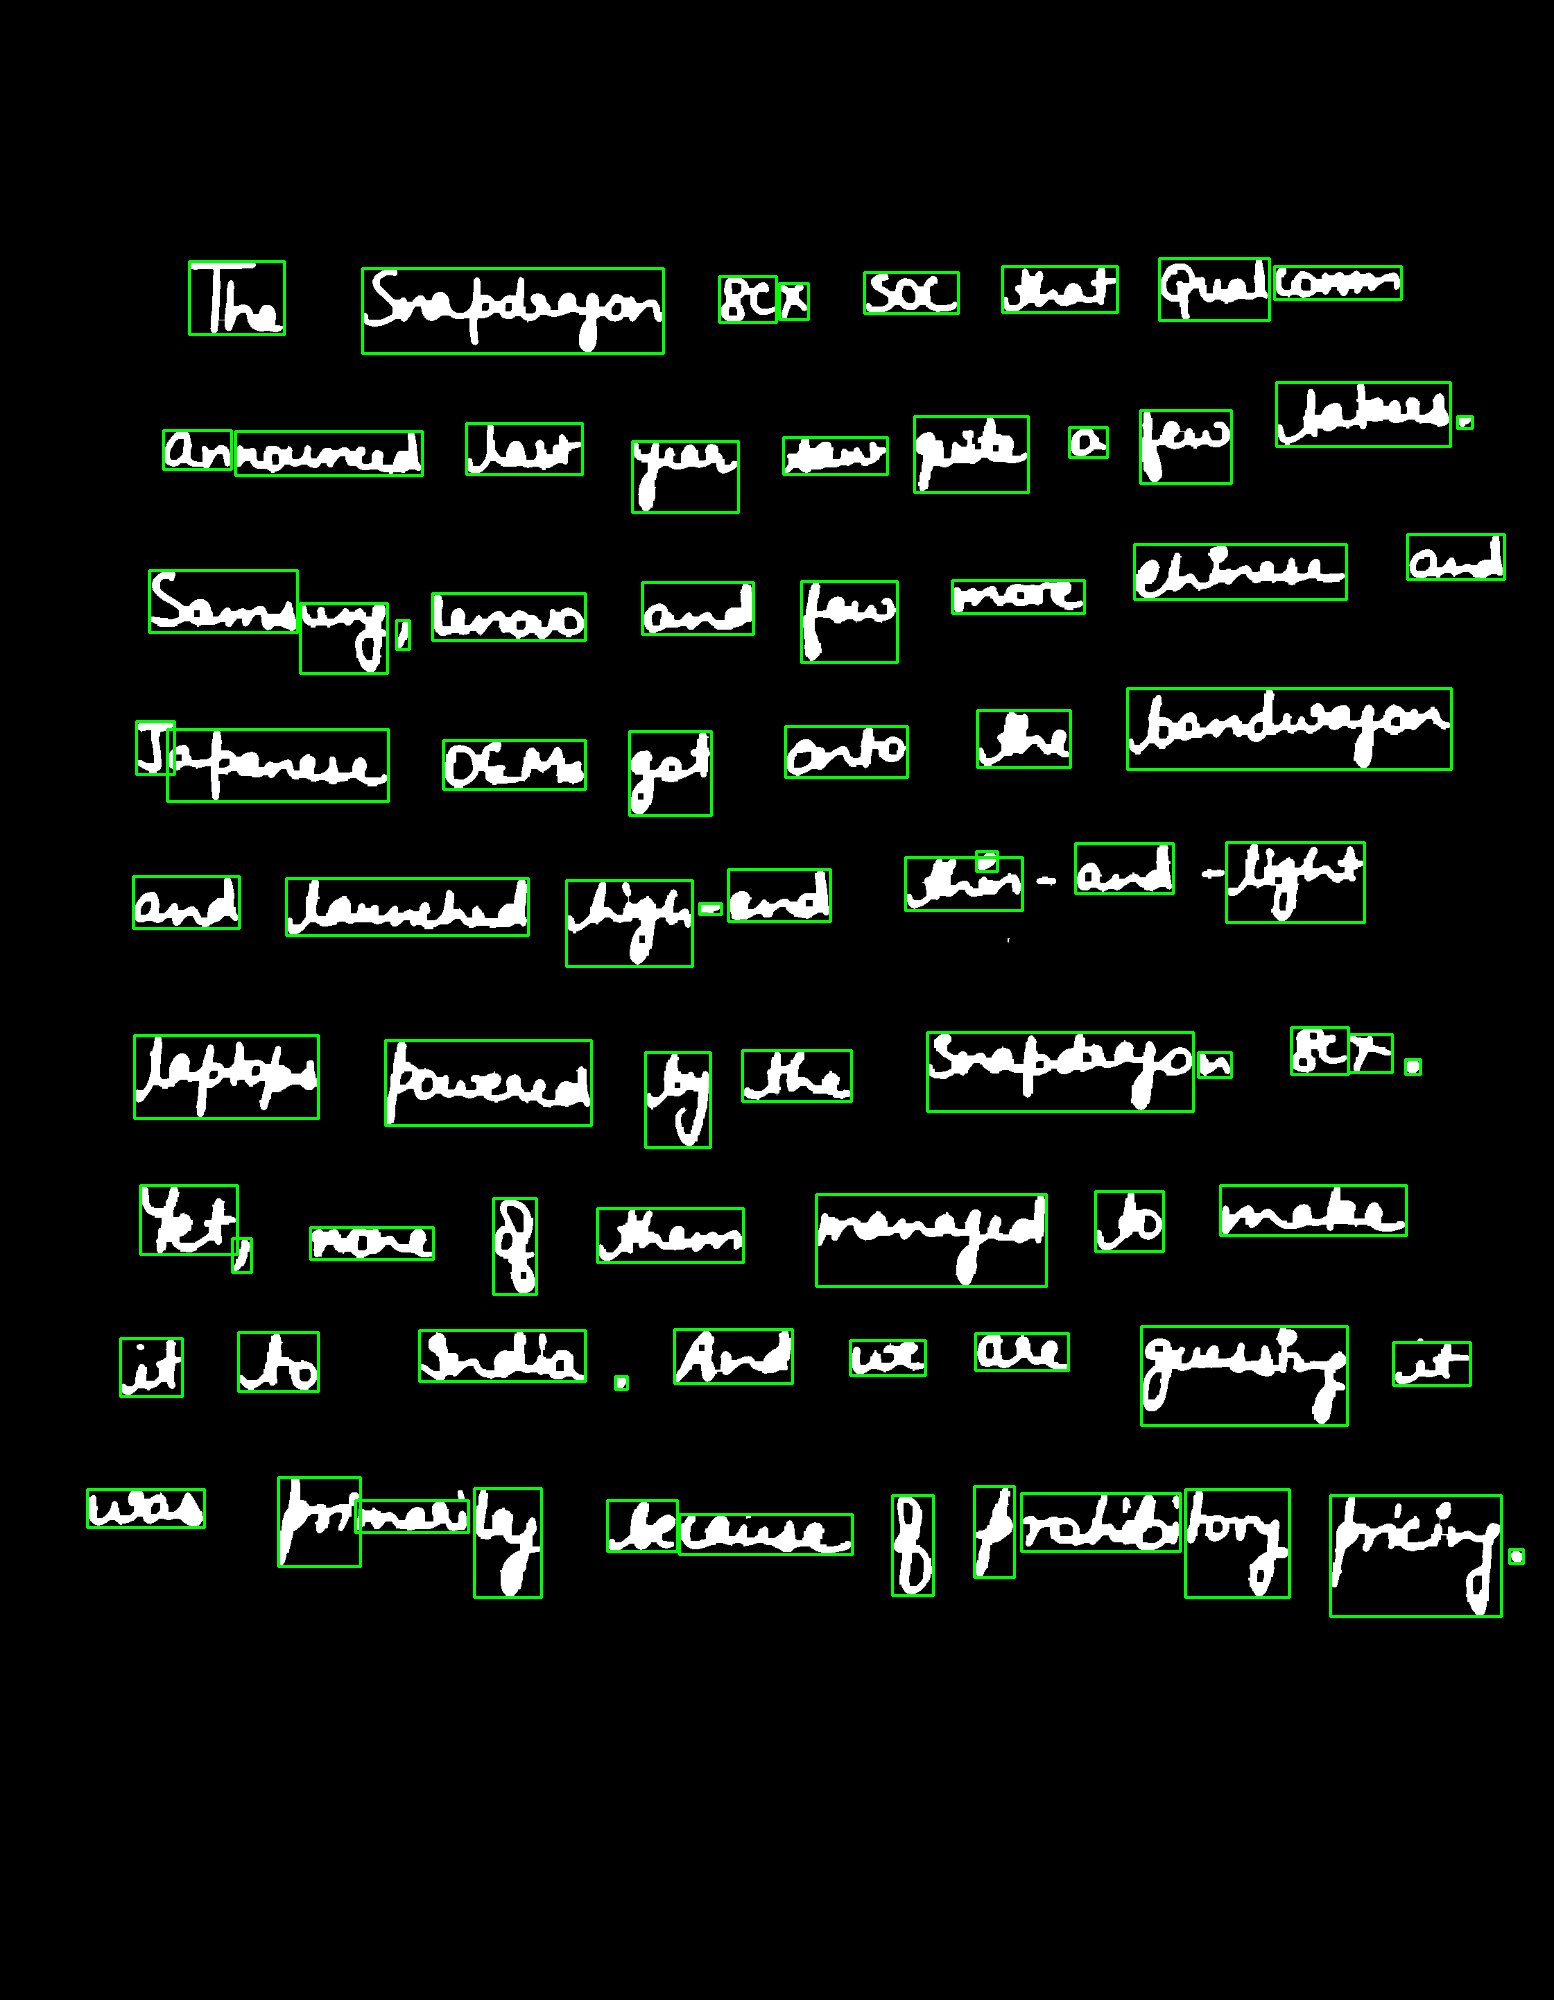 The Snapdragon 8CX SOC that Qualcomm
announced last year saw quite a few takers.
Samsung, Lenovo and few more Chinese and
Japanese OEMs got onto the bandwagon
and launched high-end thin-and-light
laptops powered by the Snapdragon 8CX.
Yet, none of them managed to make
it to India. And we are guessing it
was primarily because of prohibitory pricing.